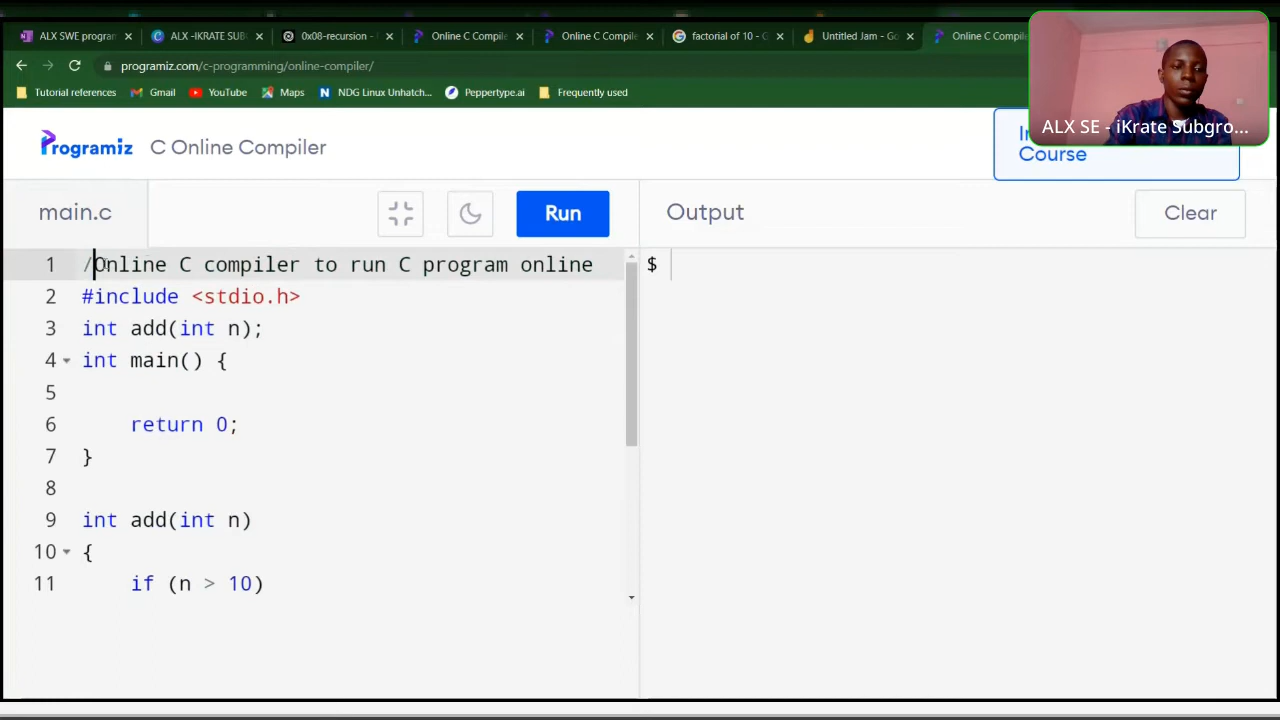 ALX SWE program
ALX -IKRATE SUB
0x08-recursion -
Online C Compile
Online C Compile
factorial of 10 - G
Untitled Jam - Go
Online C Compile
programiz.com/c-programming/online-compiler/
Tutorial references
Gmail
YouTube
Maps
NDG Linux Unhatch...
Peppertype.ai
Frequently used
ALX SE - iKrate Subgro...
Programiz
C Online Compiler
Course
main.c
Run
Output
Clear
1 /Online C compiler to run C program online
2 #include <stdio.h>
3 int add(int n);
4 int main() {
5
6 return 0;
7 }
8
9 int add(int n)
10 {
11 if (n > 10)
$